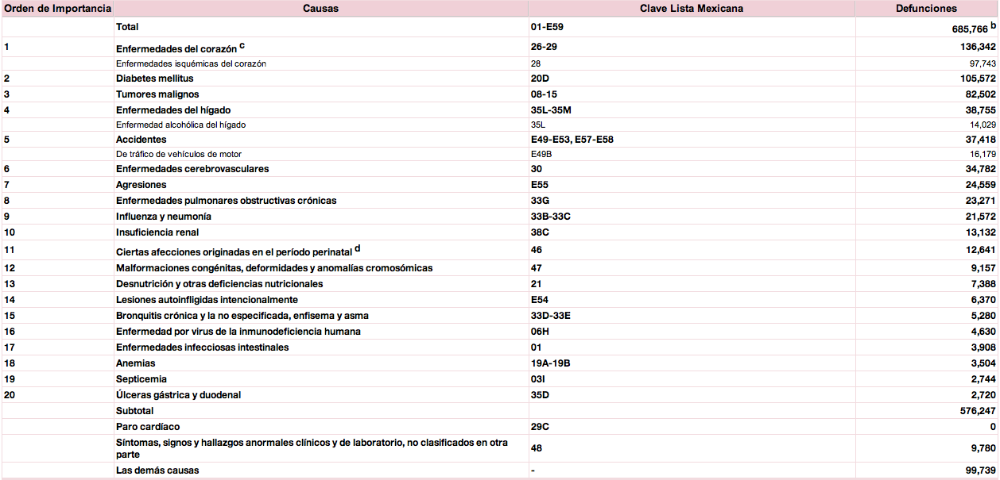 Orden de Importancia Causas Clave Lista Mexicana Defunciones
Total 01-E59 685,766 b
1 Enfermedades del corazón c 26-29 136,342
Enfermedades isquémicas del corazón 28 97,743
2 Diabetes mellitus 20D 105,572
3 Tumores malignos 08-15 82,502
4 Enfermedades del hígado 35L-35M 38,755
Enfermedad alcohólica del hígado 35L 14,029
5 Accidentes E49-E53, E57-E58 37,418
De tráfico de vehículos de motor E49B 16,179
6 Enfermedades cerebrovasculares 30 34,782
7 Agresiones E55 24,559
8 Enfermedades pulmonares obstructivas crónicas 33G 23,271
9 Influenza y neumonía 33B-33C 21,572
10 Insuficiencia renal 38C 13,132
11 Ciertas afecciones originadas en el período perinatal d 46 12,641
12 Malformaciones congénitas, deformidades y anomalías cromosómicas 47 9,157
13 Desnutrición y otras deficiencias nutricionales 21 7,388
14 Lesiones autoinfligidas intencionalmente E54 6,370
15 Bronquitis crónica y la no especificada, enfisema y asma 33D-33E 5,280
16 Enfermedad por virus de la inmunodeficiencia humana 06H 4,630
17 Enfermedades infecciosas intestinales 01 3,908
18 Anemias 19A-19B 3,504
19 Septicemia 03I 2,744
20 Úlceras gástrica y duodenal 35D 2,720
Subtotal 576,247
Paro cardíaco 29C 0
Síntomas, signos y hallazgos anormales clínicos y de laboratorio, no clasificados en otra
parte 48 9,780
Las demás causas - 99,739